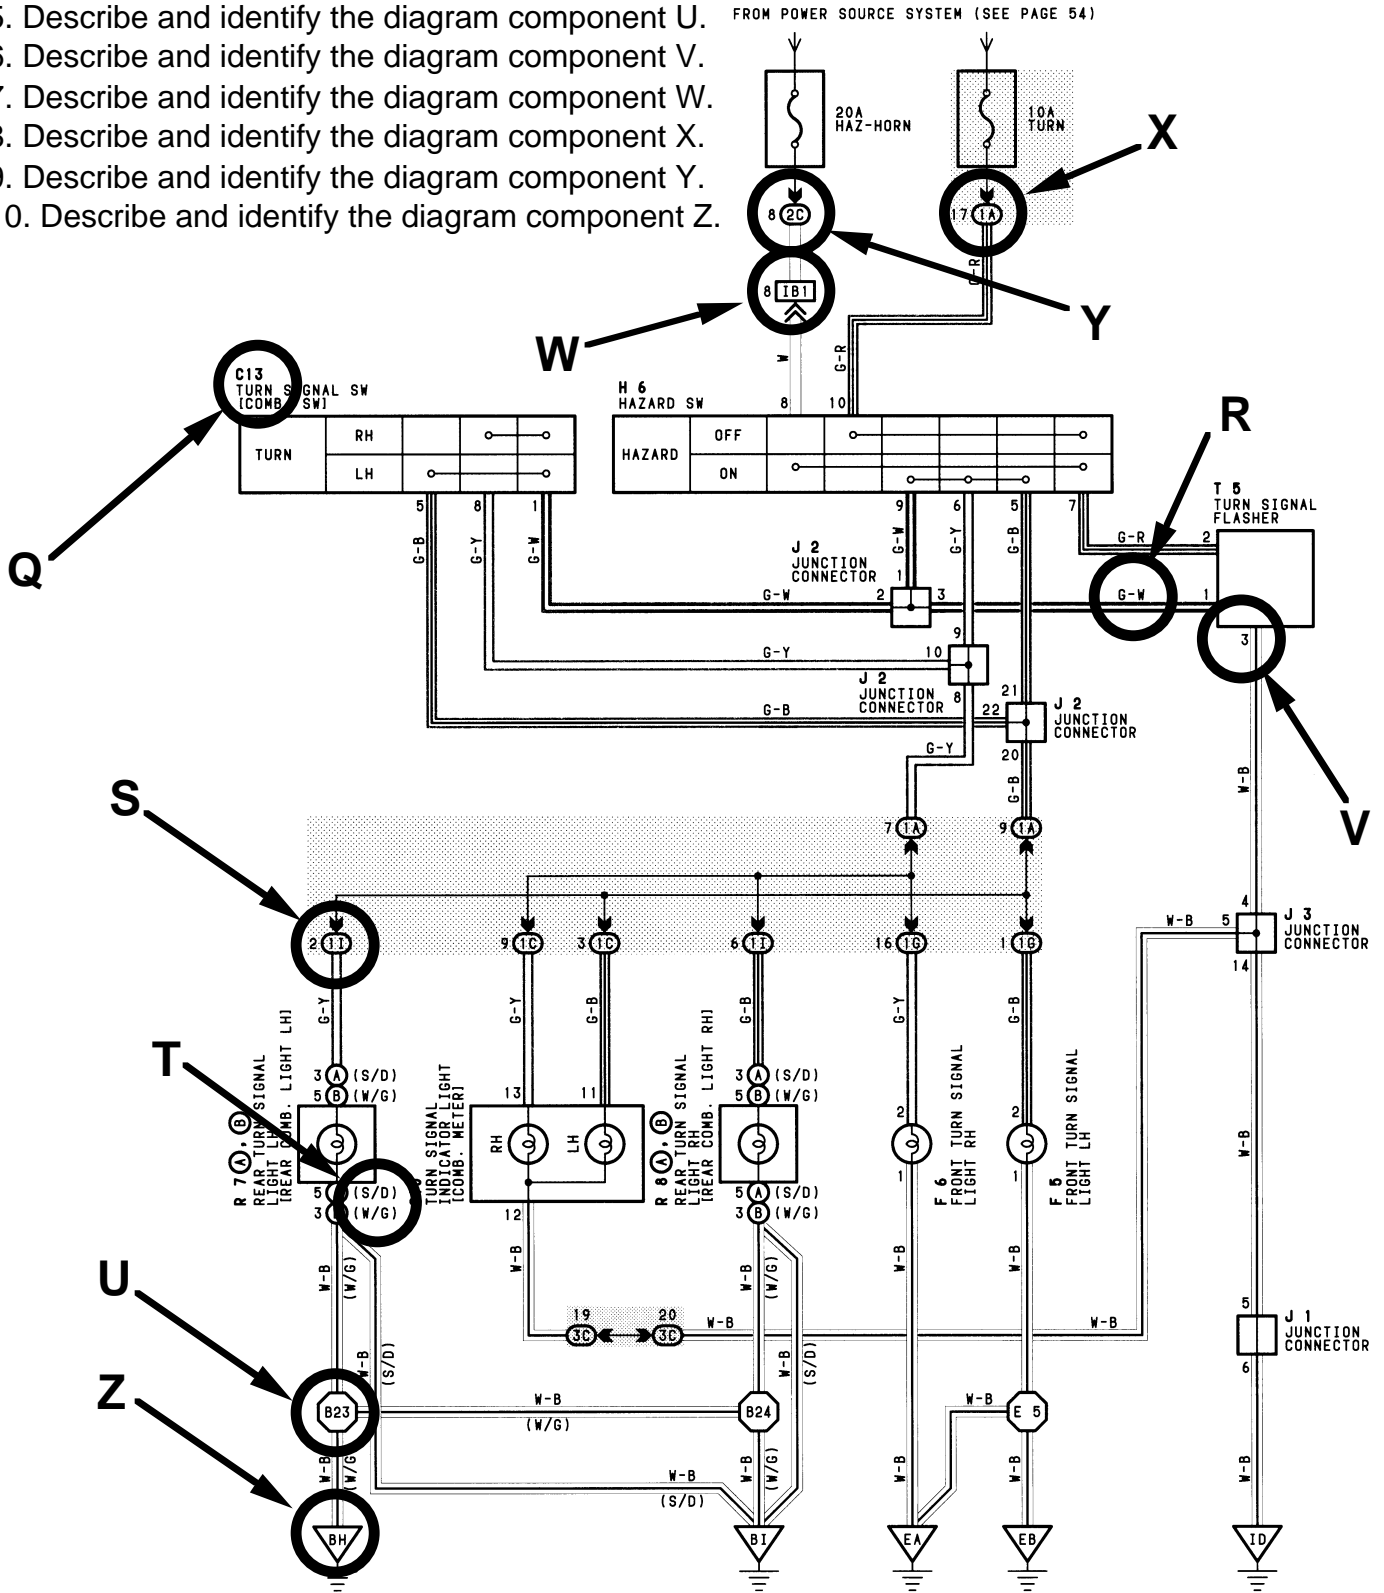 5. Describe and identify the diagram component U.
6. Describe and identify the diagram component V.
7. Describe and identify the diagram component W.
8. Describe and identify the diagram component X.
9. Describe and identify the diagram component Y.
10. Describe and identify the diagram component Z.
FROM POWER SOURCE SYSTEM (SEE PAGE 54)
20A
HAZ-HORN
10A
TURN
X
8 2C
17 1A
8 IB1
G-R
Y
W
W
G-R
C13
TURN SIGNAL SW
[COMB. SW]
H 6
HAZARD SW
8
10
R
TURN
RH
LH
HAZARD
OFF
ON
5
8
1
9
6
5
7
T 5
TURN SIGNAL
FLASHER
Q
G-B
G-Y
G-W
G-W
G-Y
G-B
G-R
2
J 2
JUNCTION
CONNECTOR
1
G-W
2
3
G-W
1
3
9
G-Y
10
J 2
JUNCTION
CONNECTOR
8
21
G-B
22
J 2
JUNCTION
CONNECTOR
G-Y
20
G-B
W-B
V
S
7 1A
9 1A
4
W-B
5
J 3
JUNCTION
CONNECTOR
14
2 1I
9 1C
3 1C
6 1I
16 1G
1 1G
G-Y
G-Y
G-B
G-B
G-Y
G-B
T
3 A (S/D)
5 B (W/G)
3 A (S/D)
5 B (W/G)
13
11
2
2
R 7 A, B
REAR TURN SIGNAL
LIGHT LH
[REAR COMB. LIGHT LH]
RH
LH
TURN SIGNAL
INDICATOR LIGHT
[COMB. METER]
R 8 A, B
REAR TURN SIGNAL
LIGHT RH
[REAR COMB. LIGHT RH]
F 6
FRONT TURN SIGNAL
LIGHT RH
F 5
FRONT TURN SIGNAL
LIGHT LH
W-B
5 (S/D)
3 (W/G)
12
5 A (S/D)
3 B (W/G)
1
1
U
W-B
(W/G)
W-B
W-B
(W/G)
W-B
W-B
19
20
3C
3C
W-B
W-B
5
J 1
JUNCTION
CONNECTOR
6
W-B
(S/D)
W-B
(S/D)
Z
B23
W-B
(W/G)
B24
W-B
E 5
W-B
(W/G)
W-B
(S/D)
W-B
(W/G)
W-B
W-B
W-B
BH
BI
EA
EB
ID